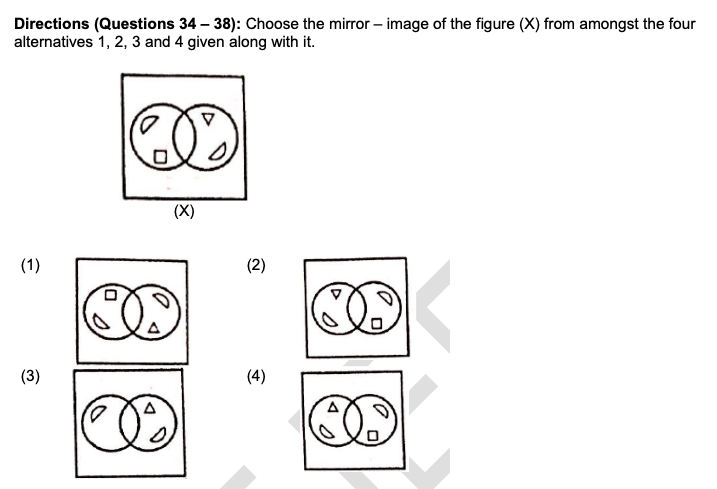 Directions (Questions 34 – 38): Choose the mirror – image of the figure (X) from amongst the four
alternatives 1, 2, 3 and 4 given along with it.
(X)
(1)
(2)
(3)
(4)